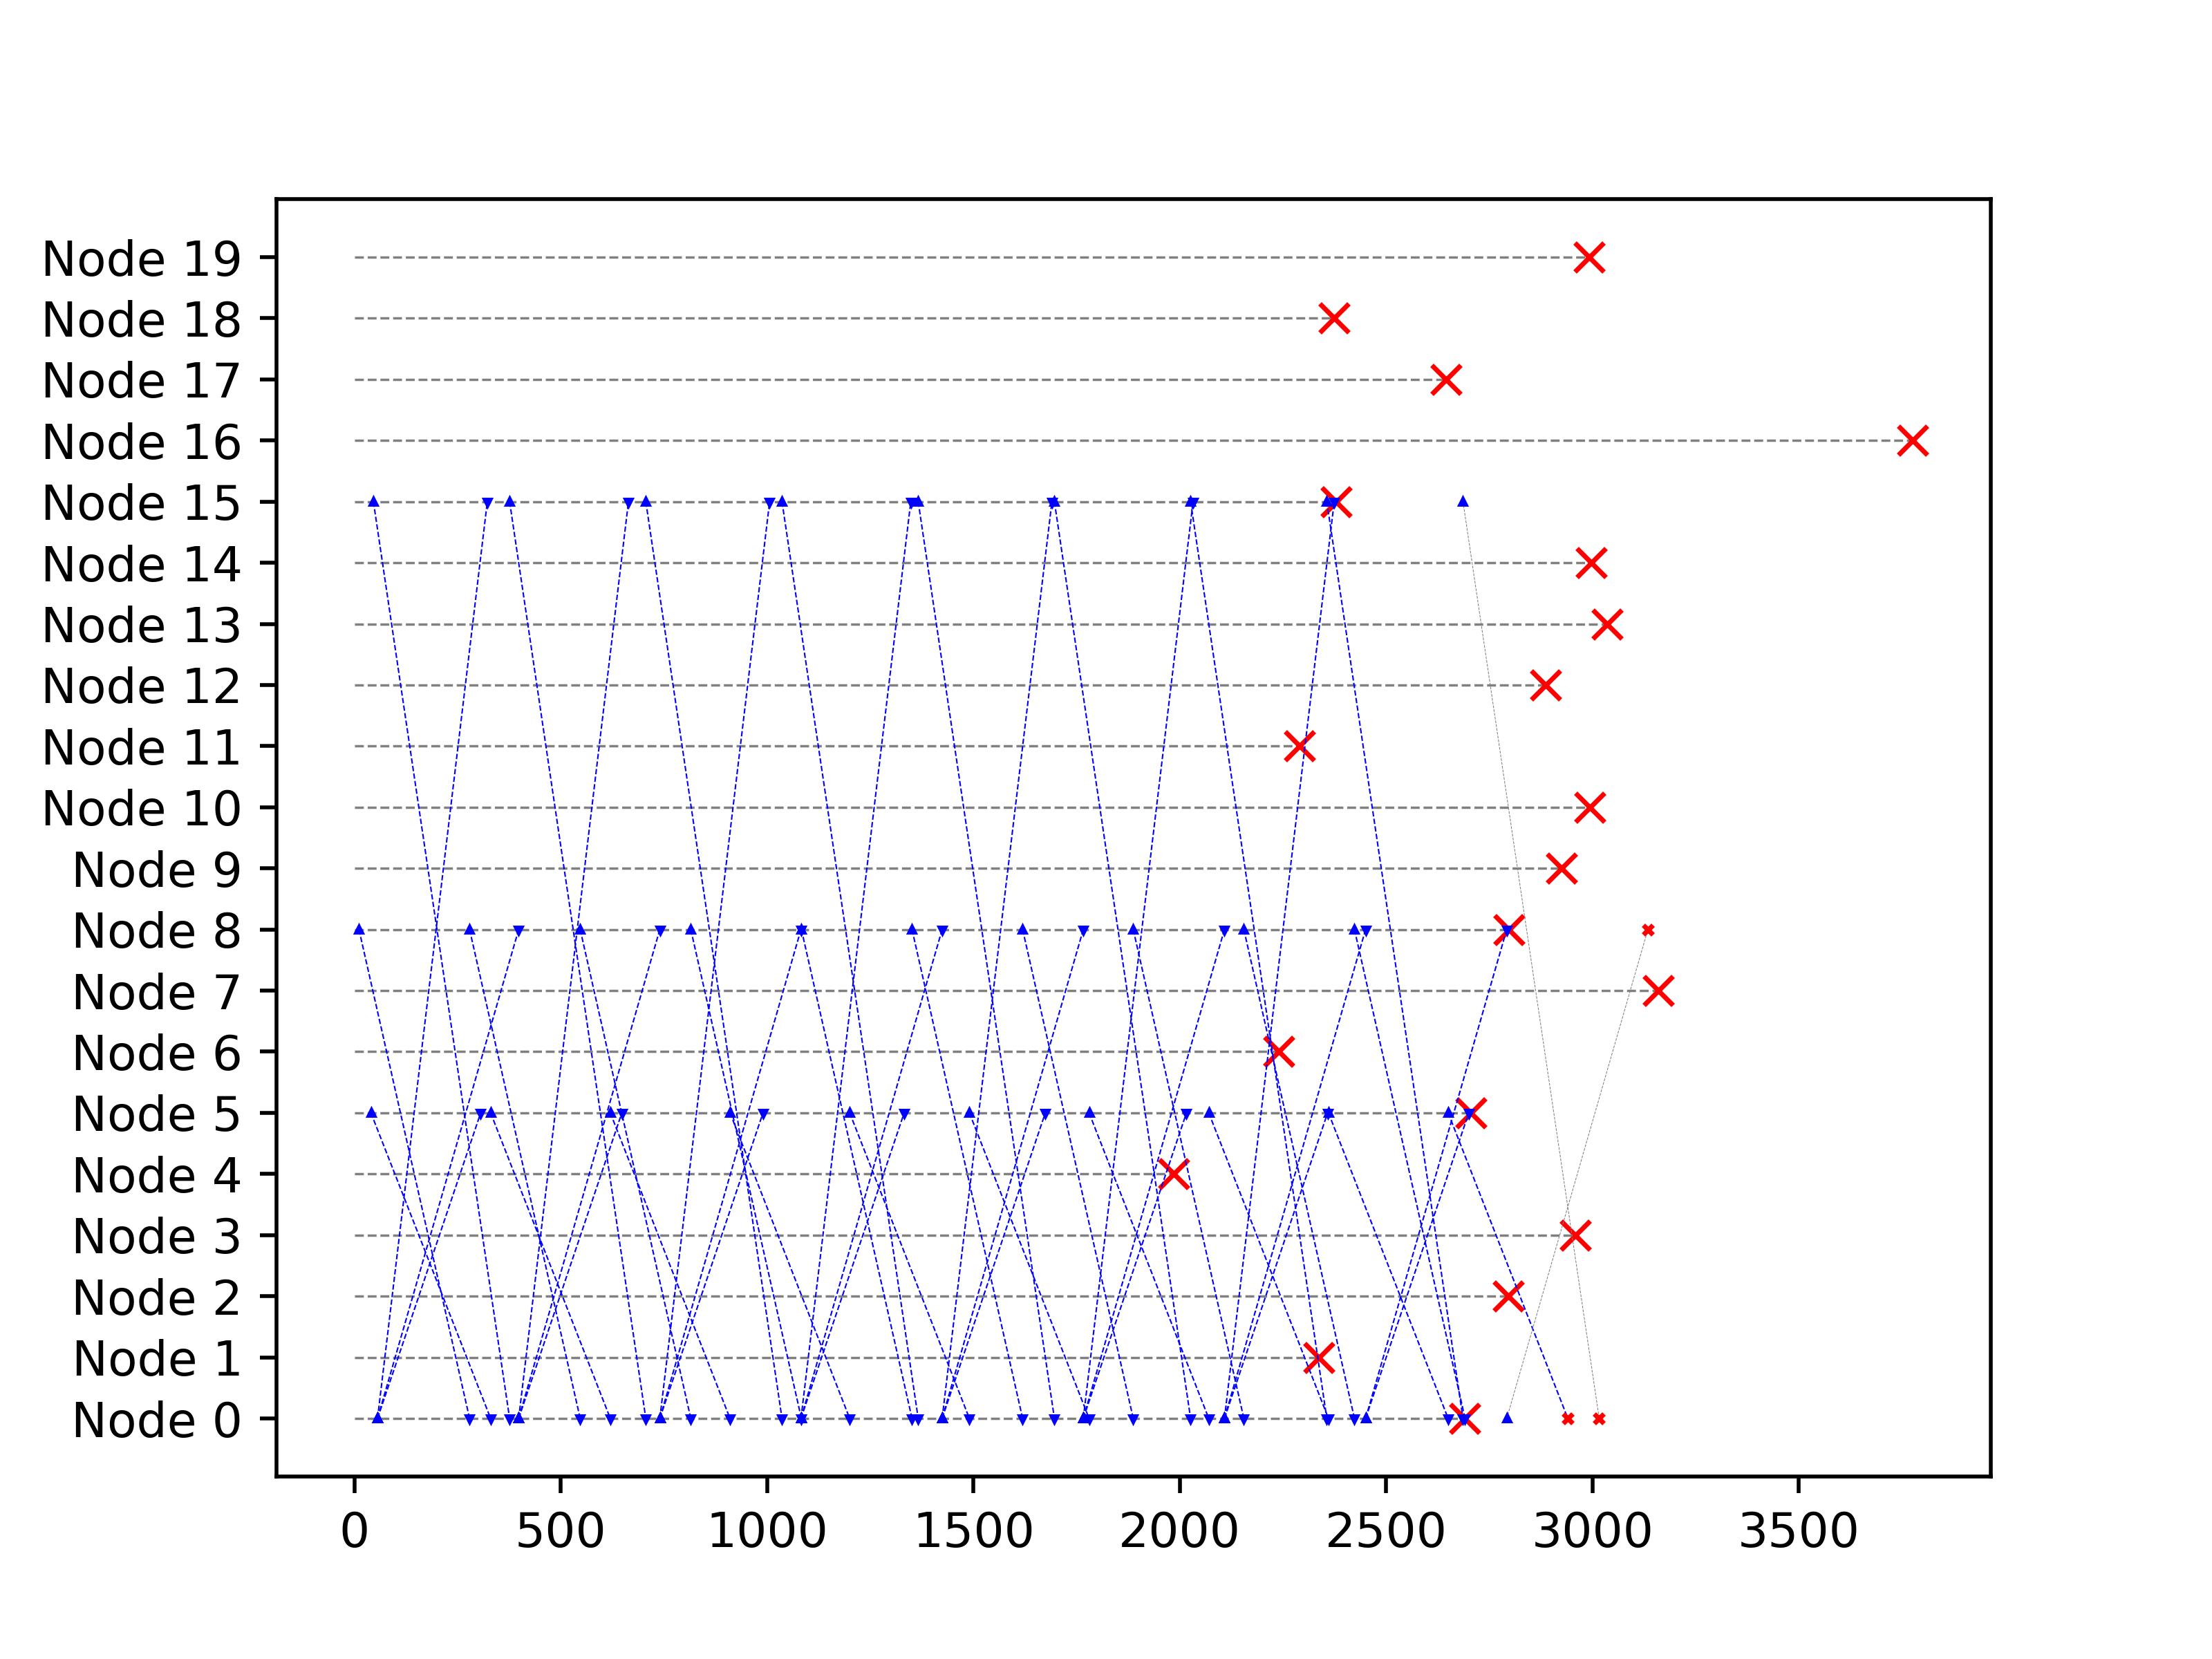 Node 19
Node 18
Node 17
Node 16
Node 15
Node 14
Node 13
Node 12
Node 11
Node 10
Node 9
Node 8
Node 7
Node 6
Node 5
Node 4
Node 3
Node 2
Node 1
Node 0
0 500 1000 1500 2000 2500 3000 3500